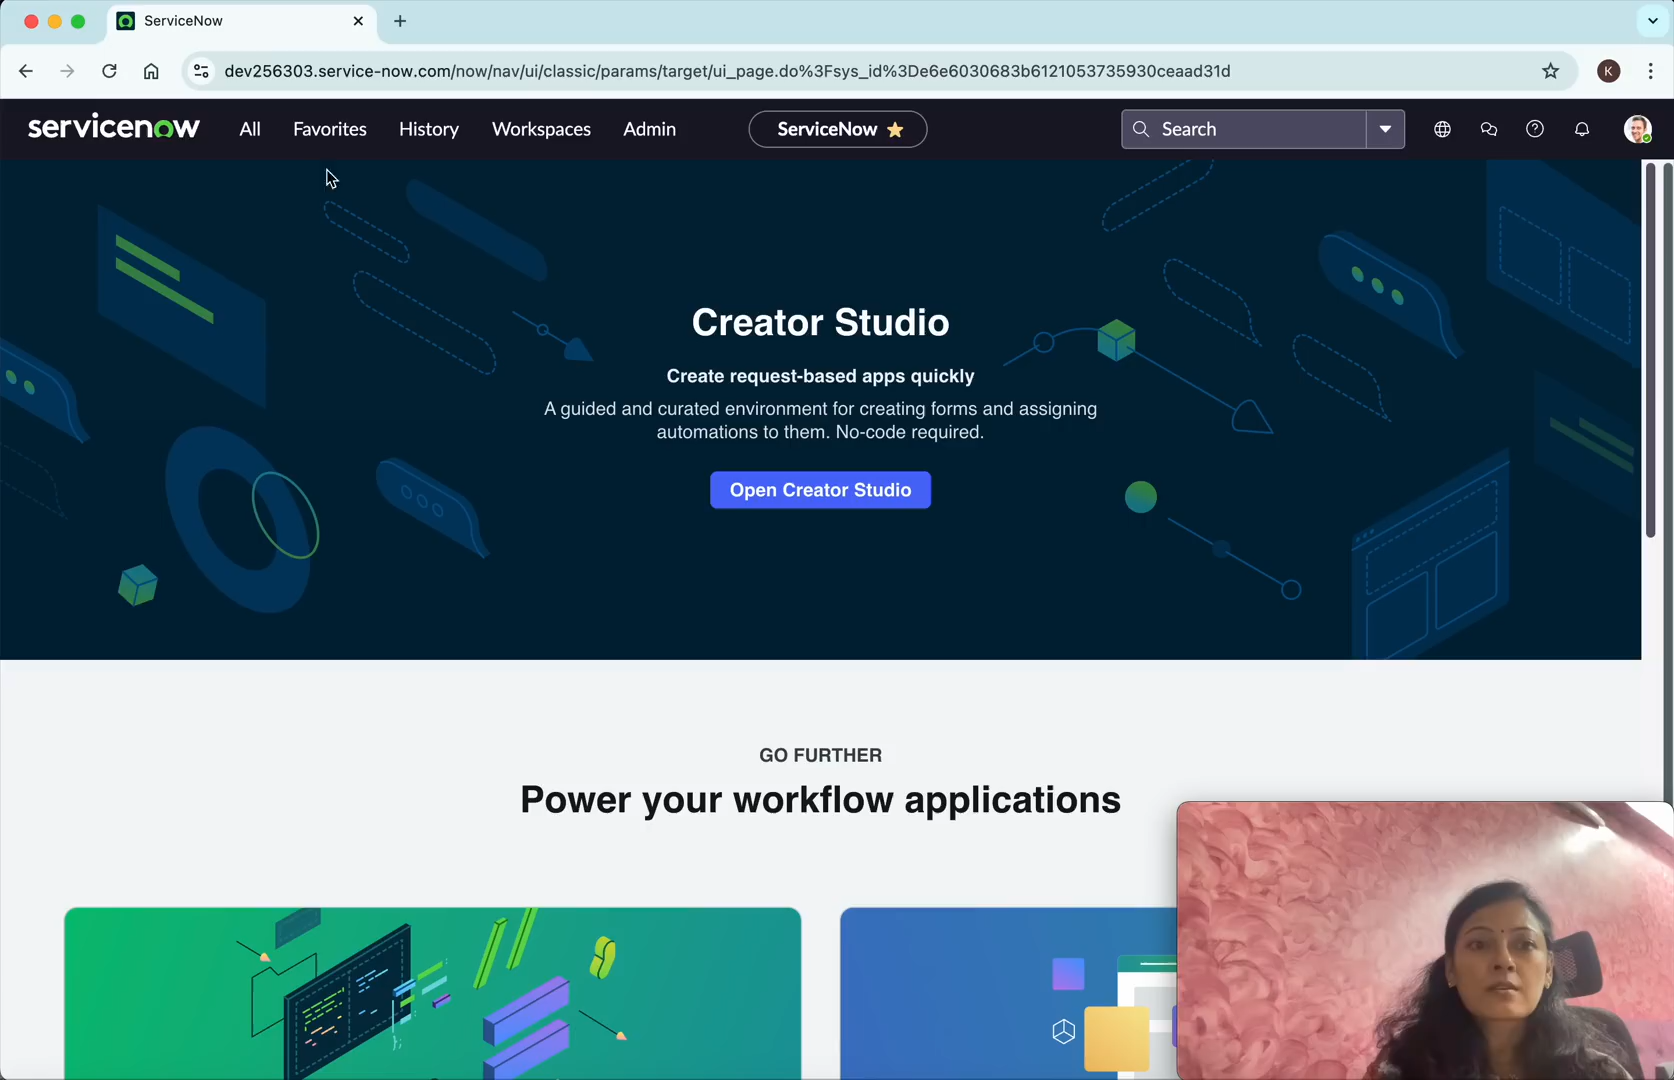 ServiceNow
dev256303.service-now.com/now/nav/ui/classic/params/target/ui_page.do%3Fsys_id%3De6e6030683b6121053735930ceaad31d
K
servicenow
All
Favorites
History
Workspaces
Admin
ServiceNow
Search
Creator Studio
Create request-based apps quickly
A guided and curated environment for creating forms and assigning
automations to them. No-code required.
Open Creator Studio
GO FURTHER
Power your workflow applications